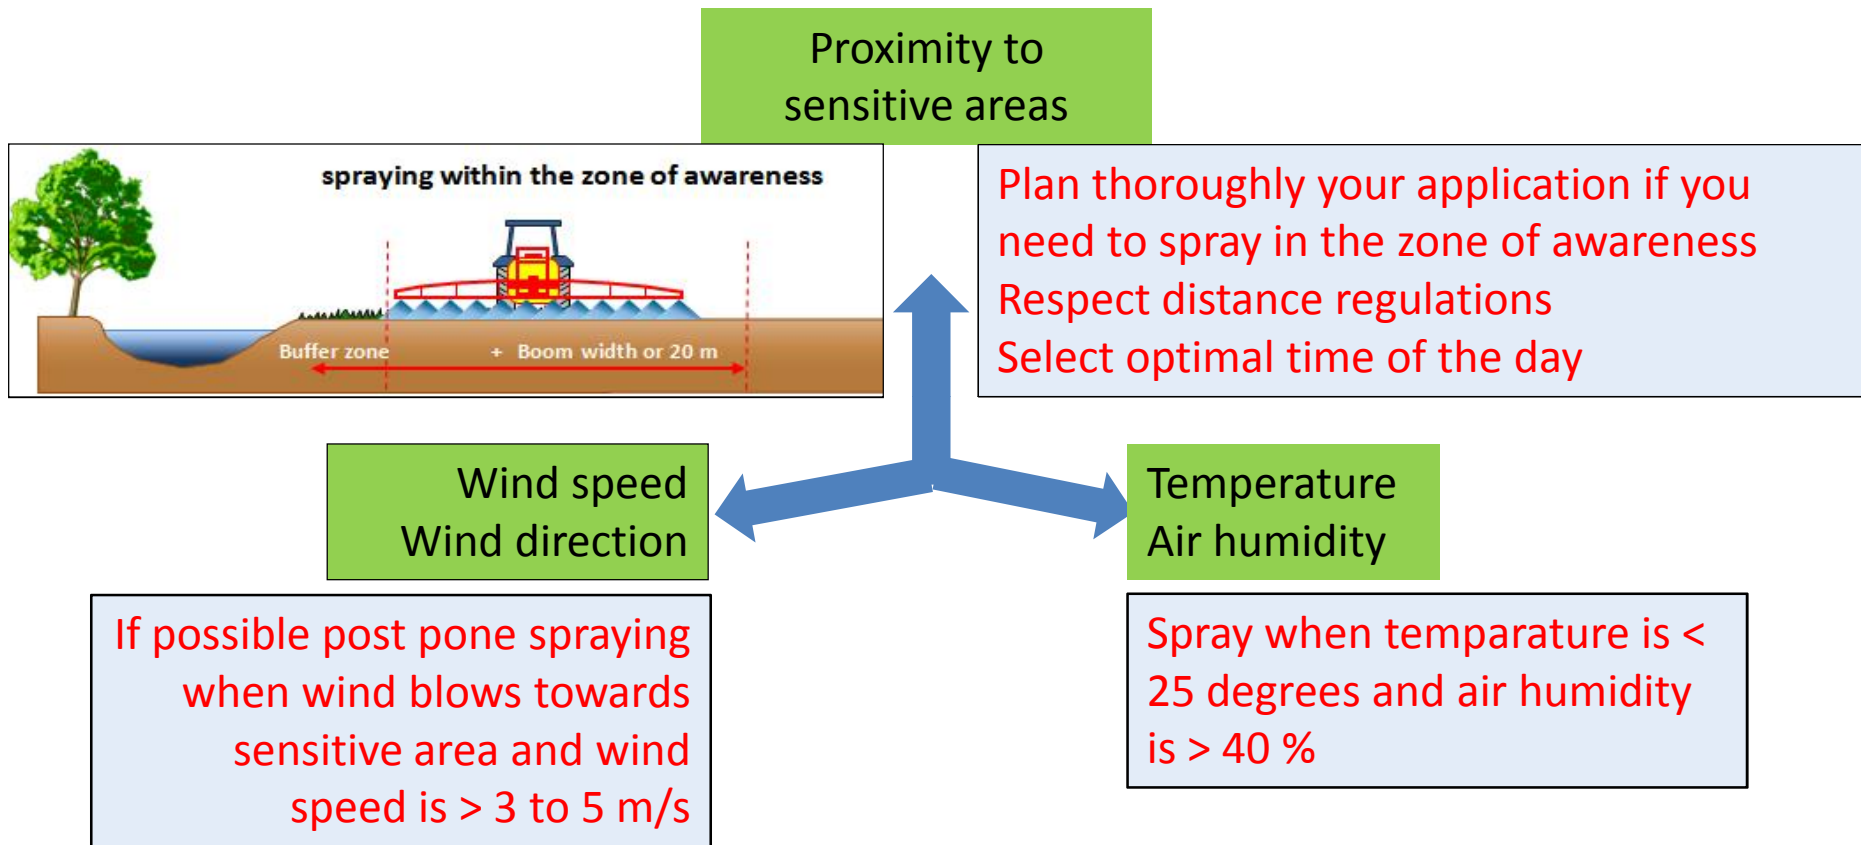 Proximity to
sensitive areas
spraying within the zone of awareness
Buffer zone + Boom width or 20 m
Plan thoroughly your application if you
need to spray in the zone of awareness
Respect distance regulations
Select optimal time of the day
Wind speed
Wind direction
If possible post pone spraying
when wind blows towards
sensitive area and wind
speed is > 3 to 5 m/s
Temperature
Air humidity
Spray when temparature is <
25 degrees and air humidity
is > 40 %